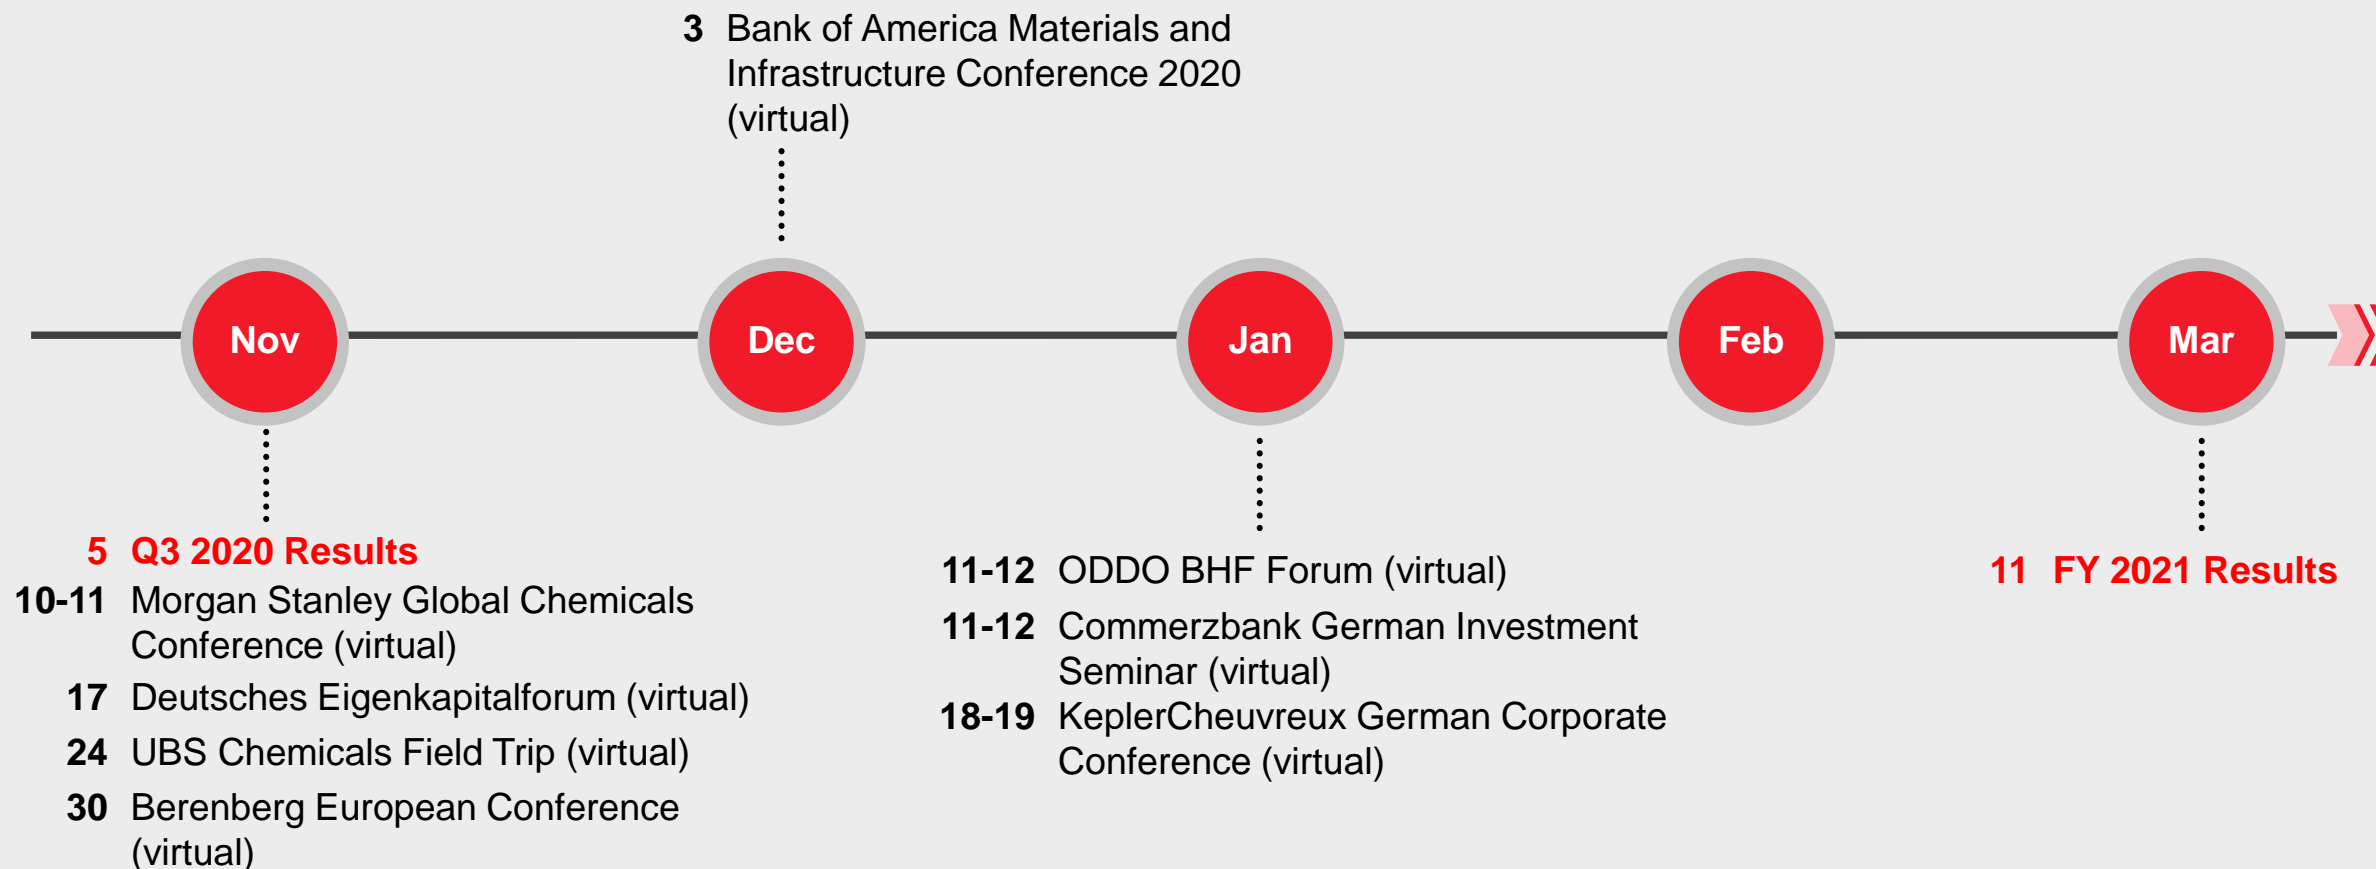 3 Bank of America Materials and
Infrastructure Conference 2020
(virtual)
Nov
Dec
Jan
Feb
Mar
5 Q3 2020 Results
10-11 Morgan Stanley Global Chemicals
Conference (virtual)
17 Deutsches Eigenkapitalforum (virtual)
24 UBS Chemicals Field Trip (virtual)
30 Berenberg European Conference
(virtual)
11-12 ODDO BHF Forum (virtual)
11-12 Commerzbank German Investment
Seminar (virtual)
18-19 KeplerCheuvreux German Corporate
Conference (virtual)
11 FY 2021 Results